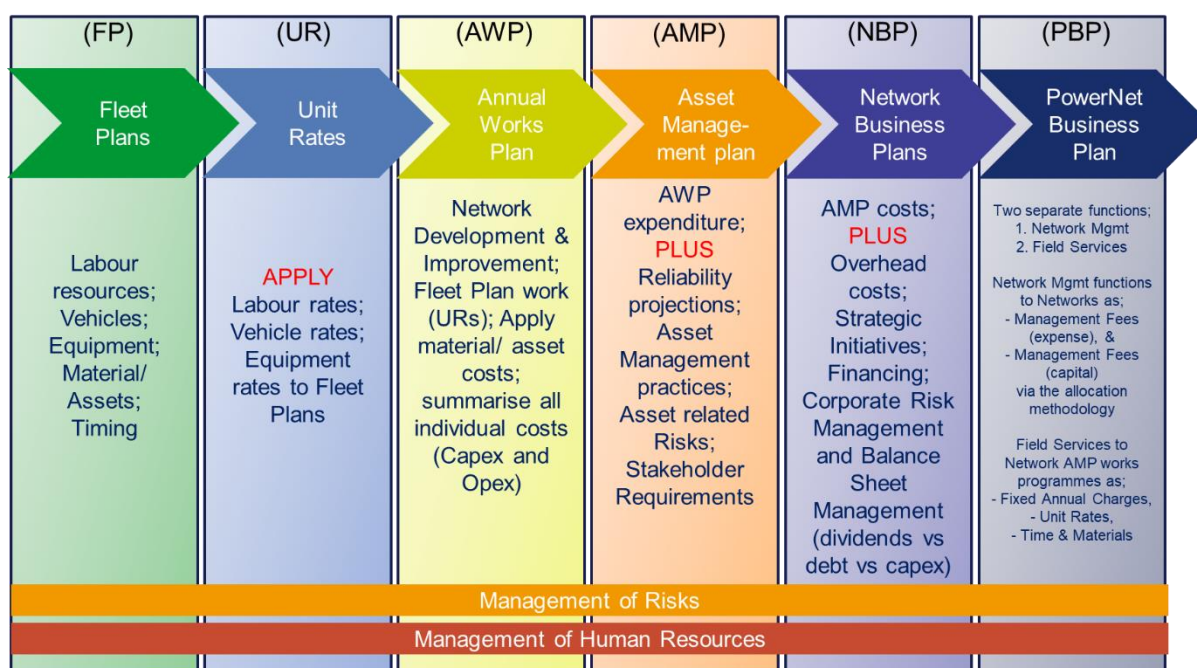 (FP)
Fleet
Plans
Labour
resources;
Vehicles;
Equipment;
Material/
Assets;
Timing
(UR)
Unit
Rates
APPLY
Labour rates;
Vehicle rates;
Equipment
rates to Fleet
Plans
(AWP)
Annual
Works
Plan
Network
Development &
Improvement;
Fleet Plan work
(URs); Apply
material/ asset
costs;
summarise all
individual costs
(Capex and
Opex)
(AMP)
Asset
Manage-
ment plan
AWP
expenditure;
PLUS
Reliability
projections;
Asset
Management
practices;
Asset related
Risks;
Stakeholder
Requirements
(NBP)
Network
Business
Plans
AMP costs;
PLUS
Overhead
costs;
Strategic
Initiatives;
Financing;
Corporate Risk
Management
and Balance
Sheet
Management
(dividends vs
debt vs capex)
(PBP)
PowerNet
Business
Plan
Two separate functions;
1. Network Mgmt
2. Field Services
Network Mgmt functions
to Networks as;
- Management Fees
(expense), &
- Management Fees
(capital)
via the allocation
methodology
Field Services to
Network AMP works
programmes as;
- Fixed Annual Charges,
- Unit Rates,
- Time & Materials
Management of Risks
Management of Human Resources